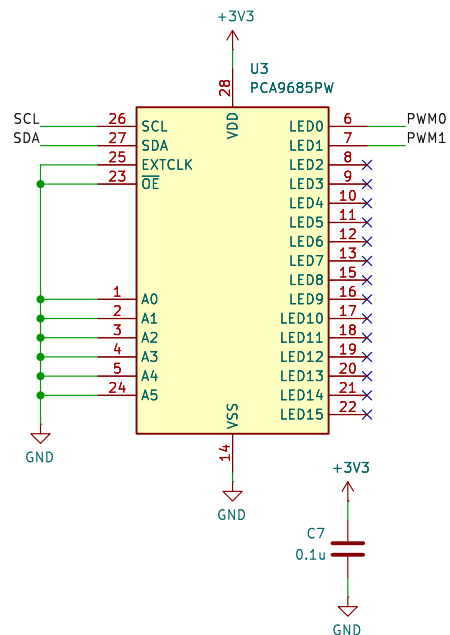 +3V3
U3
PCA9685PW
28
VDD
SCL 26 SCL LED0 6 PWM0
SDA 27 SDA LED1 7 PWM1
25 EXTCLK LED2 8
23 OE LED3 9
LED4 10
LED5 11
LED6 12
LED7 13
LED8 15
1 A0 LED9 16
2 A1 LED10 17
3 A2 LED11 18
4 A3 LED12 19
5 A4 LED13 20
24 A5 LED14 21
LED15 22
VSS
14
GND
GND
+3V3
C7
0.1u
GND